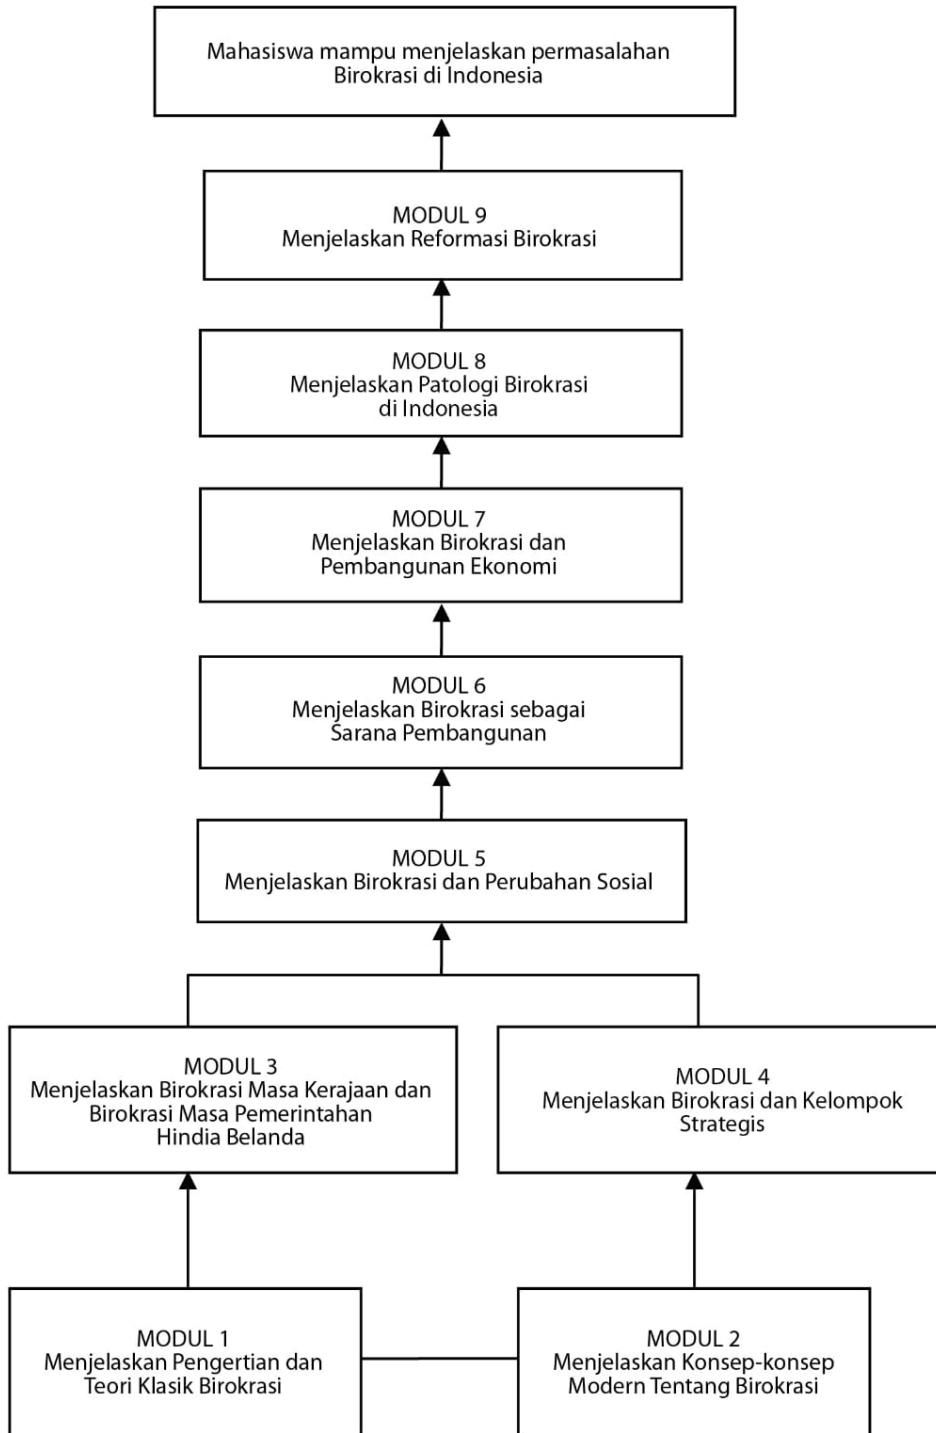 Mahasiswa mampu menjelaskan permasalahan
Birokrasi di Indonesia
MODUL 9
Menjelaskan Reformasi Birokrasi
MODUL 8
Menjelaskan Patologi Birokrasi
di Indonesia
MODUL 7
Menjelaskan Birokrasi dan
Pembangunan Ekonomi
MODUL 6
Menjelaskan Birokrasi sebagai
Sarana Pembangunan
MODUL 5
Menjelaskan Birokrasi dan Perubahan Sosial
MODUL 3
Menjelaskan Birokrasi Masa Kerajaan dan
Birokrasi Masa Pemerintahan
Hindia Belanda
MODUL 4
Menjelaskan Birokrasi dan Kelompok
Strategis
MODUL 1
Menjelaskan Pengertian dan
Teori Klasik Birokrasi
MODUL 2
Menjelaskan Konsep-konsep
Modern Tentang Birokrasi